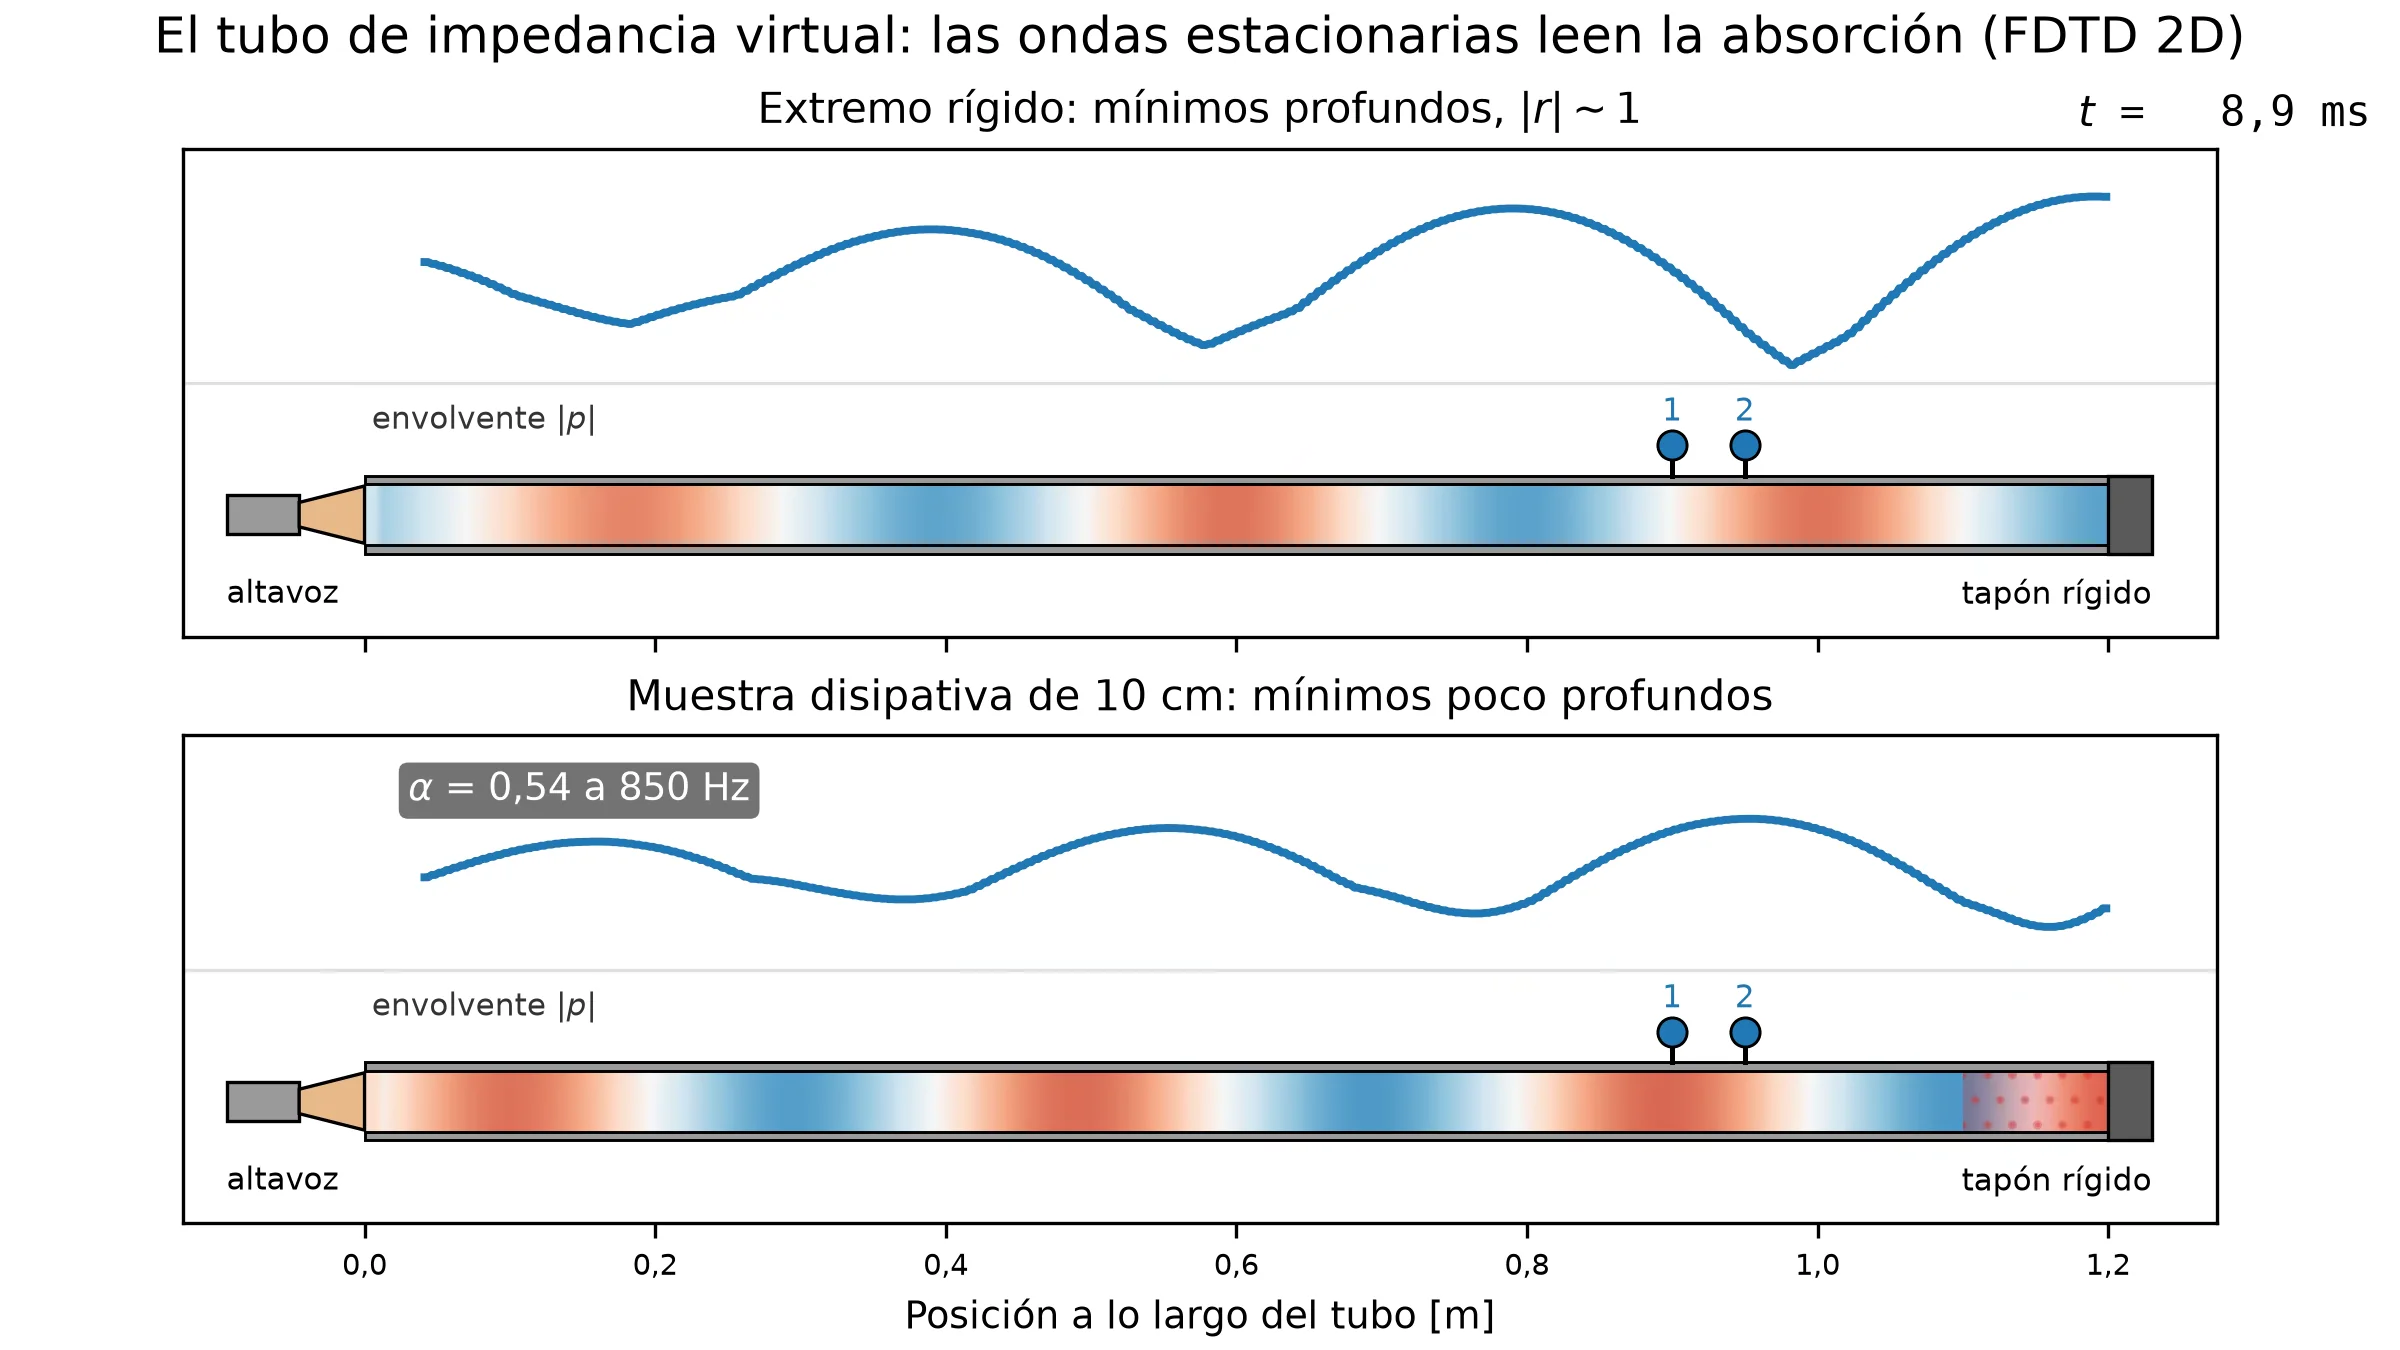 El tubo de impedancia virtual: las ondas estacionarias leen la absorción (FDTD 2D)
Extremo rígido: mínimos profundos, |r| ~ 1
t = 8,9 ms
envolvente |p|
1 2
altavoz
tapón rígido
Muestra disipativa de 10 cm: mínimos poco profundos
α = 0,54 a 850 Hz
envolvente |p|
1 2
altavoz
tapón rígido
0,0 0,2 0,4 0,6 0,8 1,0 1,2
Posición a lo largo del tubo [m]